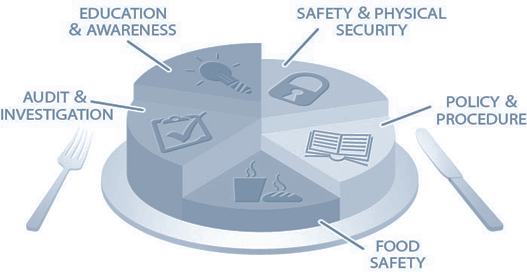 EDUCATION
& AWARENESS
SAFETY & PHYSICAL
SECURITY
AUDIT &
INVESTIGATION
POLICY &
PROCEDURE
FOOD
SAFETY